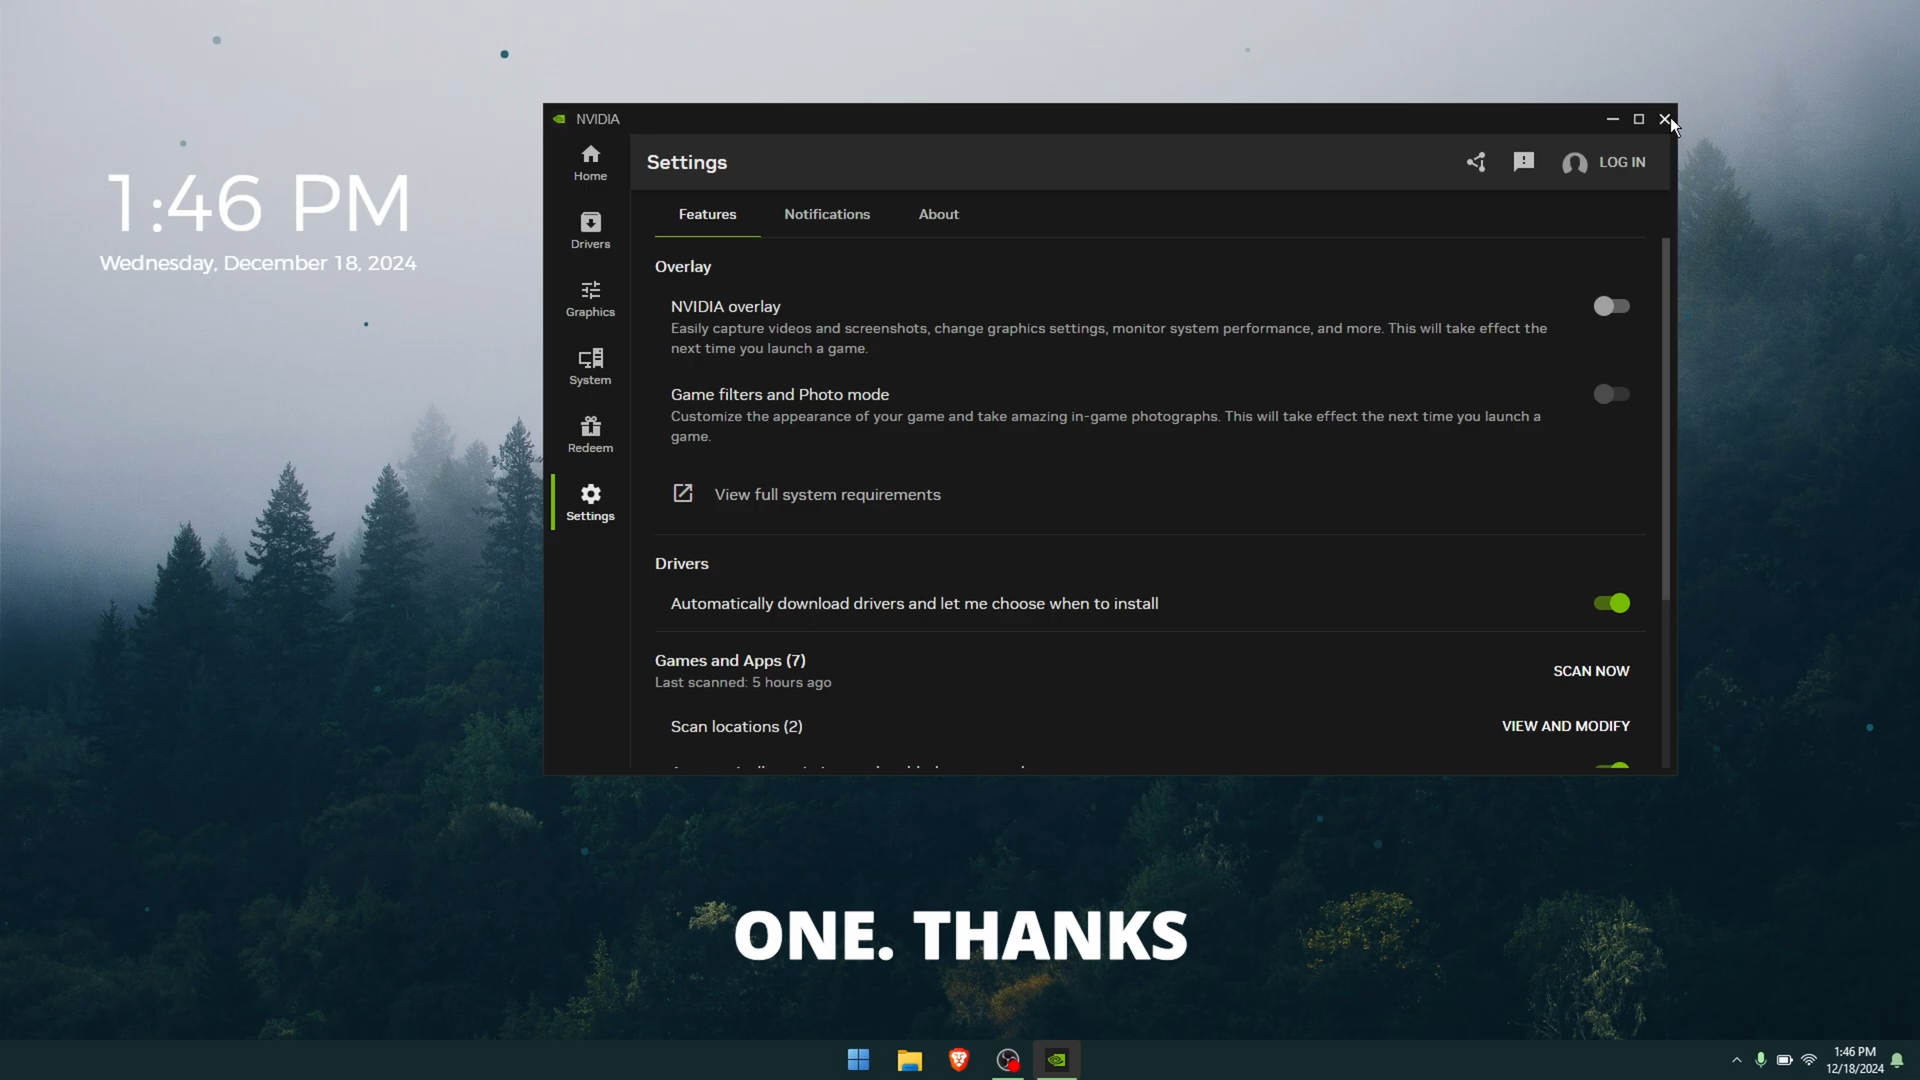 1:46 PM
Wednesday, December 18, 2024
NVIDIA
Home
Drivers
Graphics
System
Redeem
Settings
Settings
LOG IN
Features
Notifications
About
Overlay
NVIDIA overlay
Easily capture videos and screenshots, change graphics settings, monitor system performance, and more. This will take effect the
next time you launch a game.
Game filters and Photo mode
Customize the appearance of your game and take amazing in-game photographs. This will take effect the next time you launch a
game.
View full system requirements
Drivers
Automatically download drivers and let me choose when to install
Games and Apps (7)
Last scanned: 5 hours ago
SCAN NOW
Scan locations (2)
VIEW AND MODIFY
ONE. THANKS
1:46 PM
12/18/2024